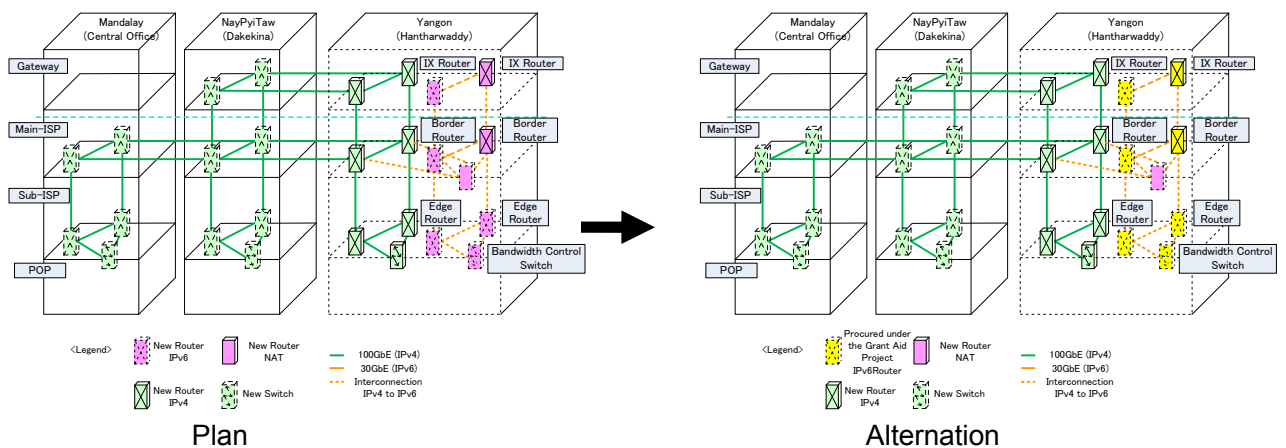 Mandalay
(Central Office)
NayPyiTaw
(Dakekina)
Yangon
(Hantharwaddy)
Gateway
IX Router
IX Router
Main-ISP
Border
Router
Border
Router
Sub-ISP
Edge
Router
Edge
Router
POP
Bandwidth Control
Switch
<Legend>
New Router
IPv6
New Router
NAT
New Router
IPv4
New Switch
100GbE (IPv4)
30GbE (IPv6)
Interconnection
IPv4 to IPv6
Plan
Mandalay
(Central Office)
NayPyiTaw
(Dakekina)
Yangon
(Hantharwaddy)
Gateway
IX Router
IX Router
Main-ISP
Border
Router
Border
Router
Sub-ISP
Edge
Router
Edge
Router
POP
Bandwidth Control
Switch
<Legend>
Procured under
the Grant Aid
Project
IPv6Router
New Router
NAT
New Router
IPv4
New Switch
100GbE (IPv4)
30GbE (IPv6)
Interconnection
IPv4 to IPv6
Alternation